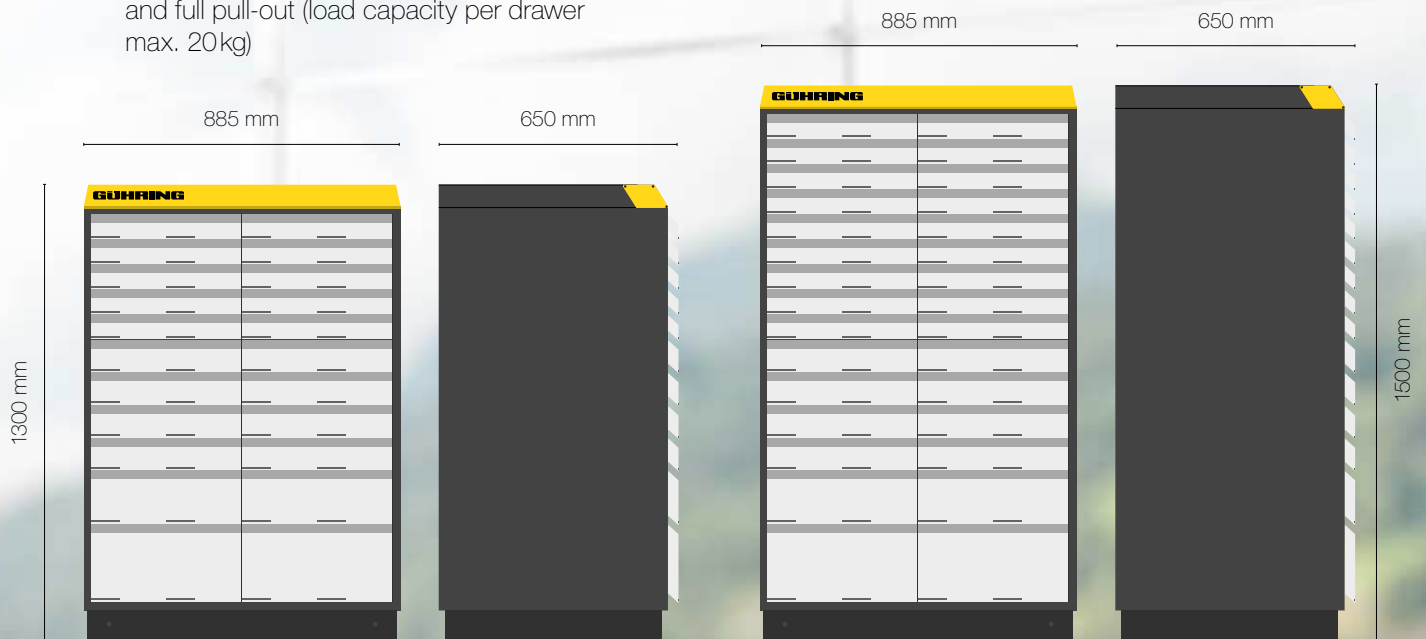 and full pull-out (load capacity per drawer
max. 20 kg)
885 mm
650 mm
885 mm
650 mm
GÜHRING
GÜHRING
1300 mm
1500 mm